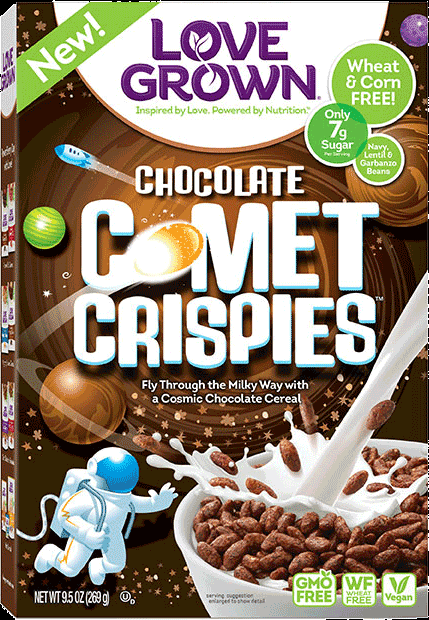 New!
LOVE
GROWN
Inspired by Love. Powered by Nutrition.™
Wheat
& Corn
FREE!
Only
7g
Sugar
Per Serving
Navy,
Lentil &
Garbanzo
Beans
CHOCOLATE
COMET
CRISPIES™
Fly Through the Milky Way with
a Cosmic Chocolate Cereal
NET WT 9.5 OZ (269 g)
U D
serving suggestion
enlarged to show detail
GMO
FREE
WF
WHEAT
FREE
V
Vegan